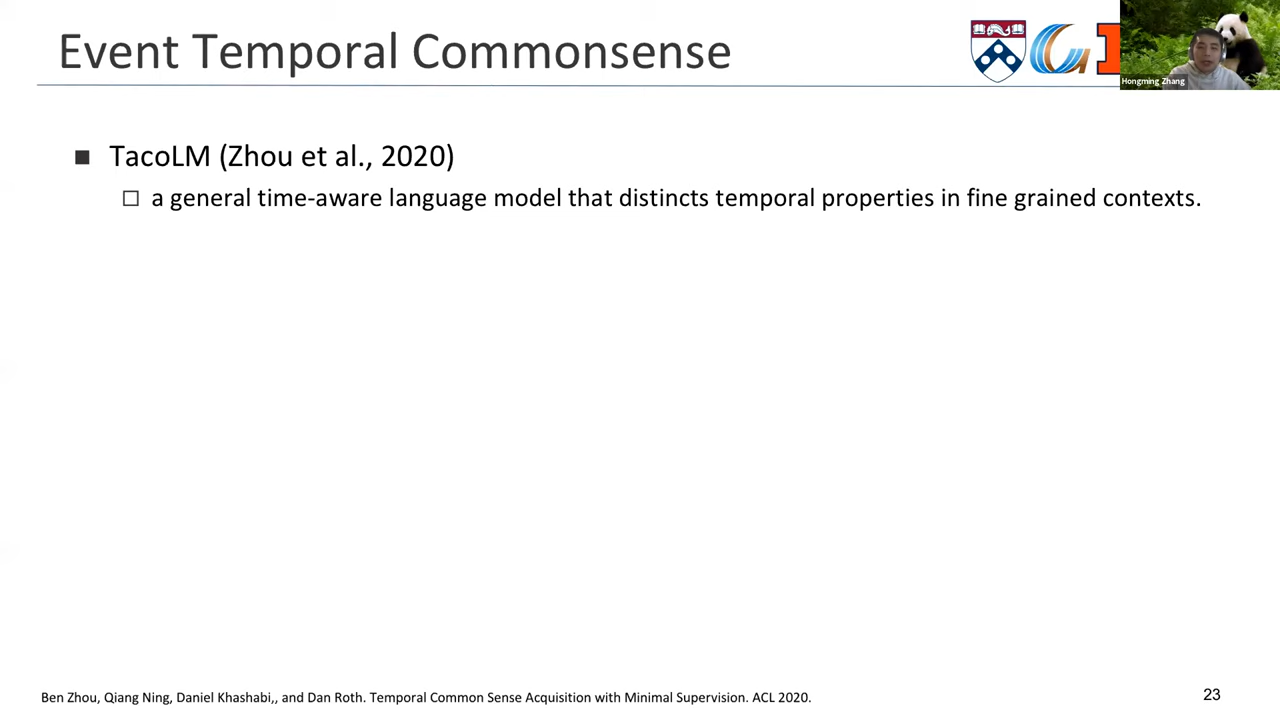 Event Temporal Commonsense
Hongming Zhang
TacoLM (Zhou et al., 2020)
a general time-aware language model that distincts temporal properties in fine grained contexts.
Ben Zhou, Qiang Ning, Daniel Khashabi,, and Dan Roth. Temporal Common Sense Acquisition with Minimal Supervision. ACL 2020.
23